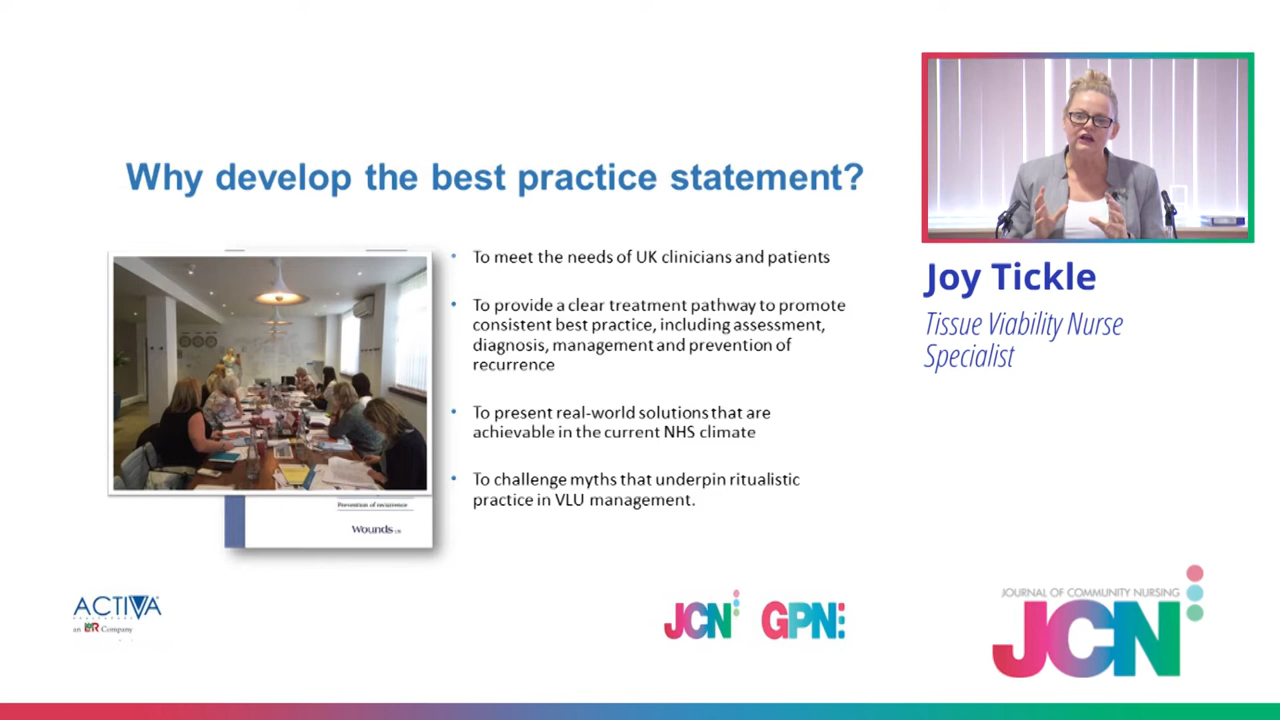 Why develop the best practice statement?
• To meet the needs of UK clinicians and patients
• To provide a clear treatment pathway to promote
consistent best practice, including assessment,
diagnosis, management and prevention of
recurrence
• To present real-world solutions that are
achievable in the current NHS climate
• To challenge myths that underpin ritualistic
practice in VLU management.
Prevention of recurrence
Wounds UK
Joy Tickle
Tissue Viability Nurse
Specialist
ACTIVA
HEALTHCARE
an L&R Company
JCN
GPN
JOURNAL OF COMMUNITY NURSING
JCN